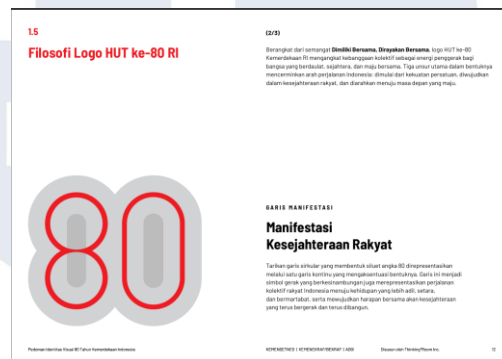 1.5
Filosofi Logo HUT ke-80 RI
(2/3)
Berangkat dari semangat Dimiliki Bersama, Dirayakan Bersama, logo HUT ke-80
Kemerdekaan RI mengangkat kebanggaan kolektif sebagai energi penggerak bagi
bangsa yang berdaulat, sejahtera, dan maju bersama. Tiga unsur utama dalam bentuknya
mencerminkan arah perjalanan Indonesia: dimulai dari kekuatan persatuan, diwujudkan
dalam kesejahteraan rakyat, dan diarahkan menuju masa depan yang maju.
80
GARIS MANIFESTASI
Manifestasi
Kesejahteraan Rakyat
Tarikan garis sirkular yang membentuk siluet angka 80 direpresentasikan
melalui satu garis kontinu yang mengaksentuasi bentuknya. Garis ini menjadi
simbol gerak yang berkesinambungan juga merepresentasikan perjalanan
kolektif rakyat Indonesia menuju kehidupan yang lebih adil, setara,
dan bermartabat, serta mewujudkan harapan bersama akan kesejahteraan
yang terus bergerak dan terus dibangun.
Pedoman Identitas Visual 80 Tahun Kemerdekaan Indonesia